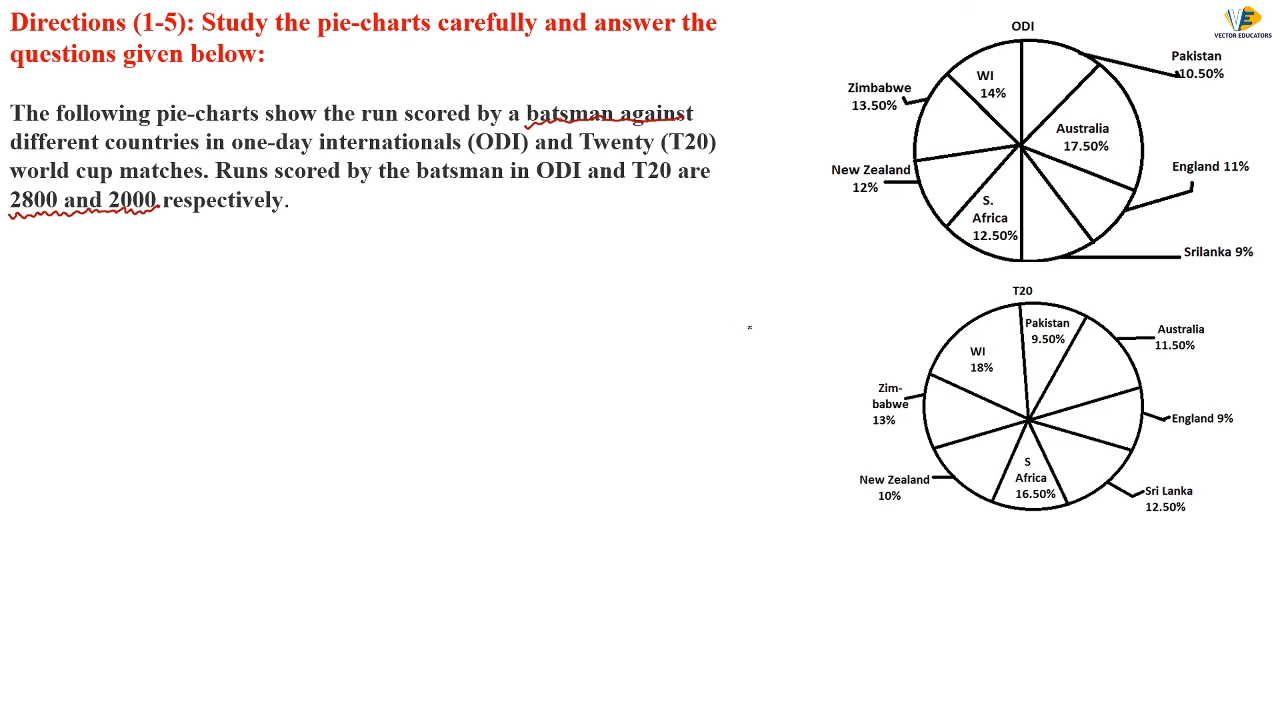 Directions (1-5): Study the pie-charts carefully and answer the
questions given below:
The following pie-charts show the run scored by a batsman against
different countries in one-day internationals (ODI) and Twenty (T20)
world cup matches. Runs scored by the batsman in ODI and T20 are
2800 and 2000 respectively.
VECTOR EDUCATORS
ODI
Pakistan
10.50%
WI
14%
Zimbabwe
13.50%
Australia
17.50%
New Zealand
12%
England 11%
S.
Africa
12.50%
Srilanka 9%
T20
Pakistan
9.50%
Australia
11.50%
WI
18%
Zim-
babwe
13%
England 9%
New Zealand
10%
S
Africa
16.50%
Sri Lanka
12.50%